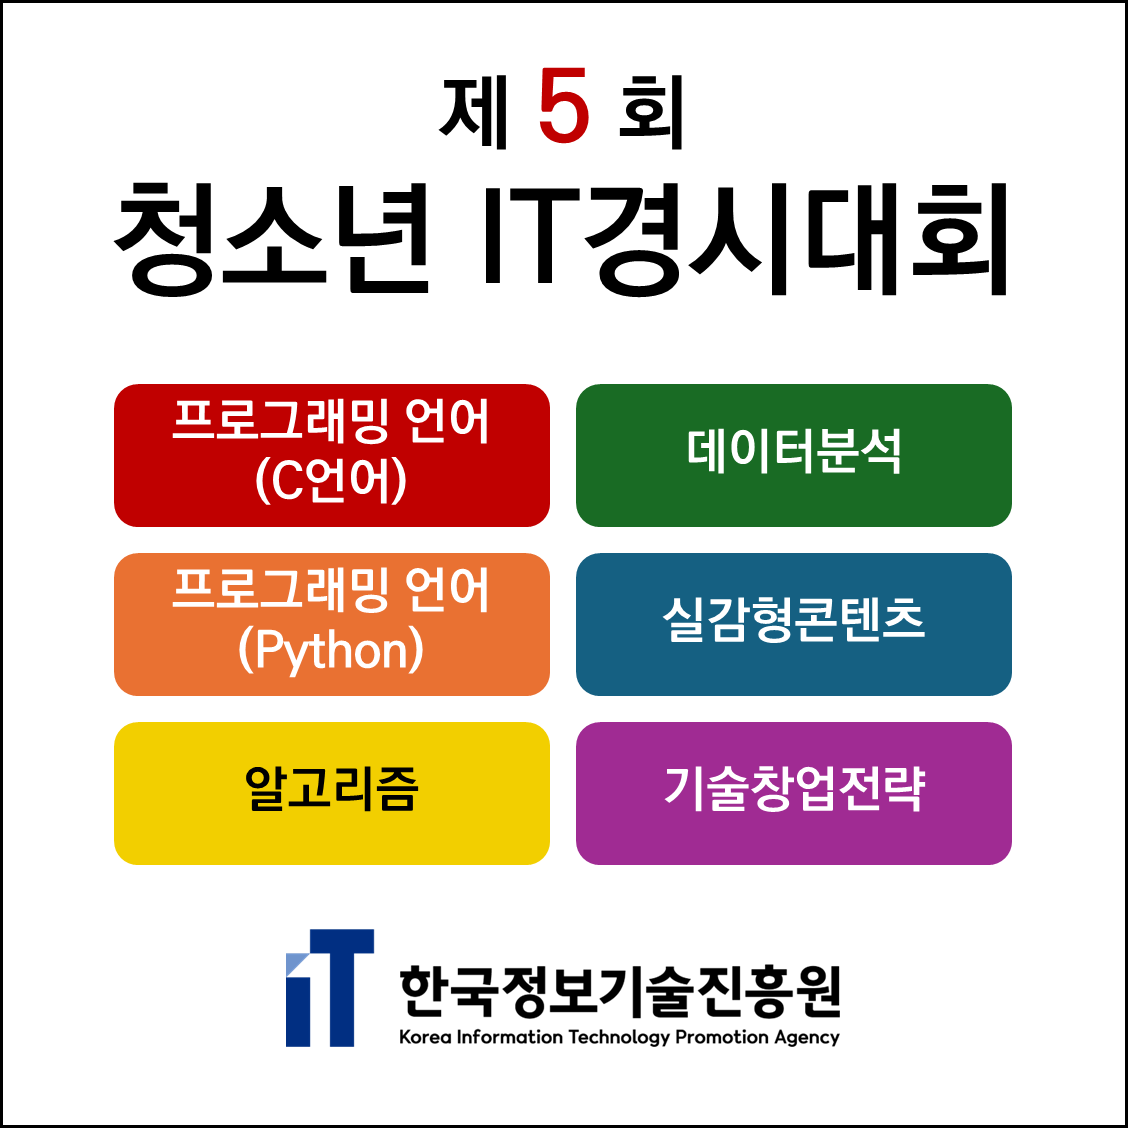 제 5 회
청소년 IT경시대회
프로그래밍 언어
(C언어)
데이터분석
프로그래밍 언어
(Python)
실감형콘텐츠
알고리즘
기술창업전략
iT
한국정보기술진흥원
Korea Information Technology Promotion Agency